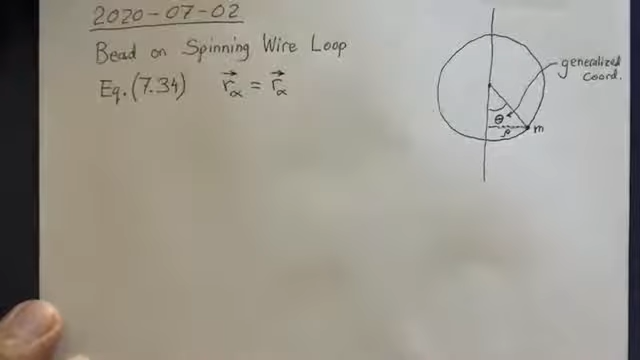 2020-07-02
Bead on Spinning Wire Loop
Eq. (7.34) r⃗α = r⃗α
generalized
coord.
θ
ρ
m